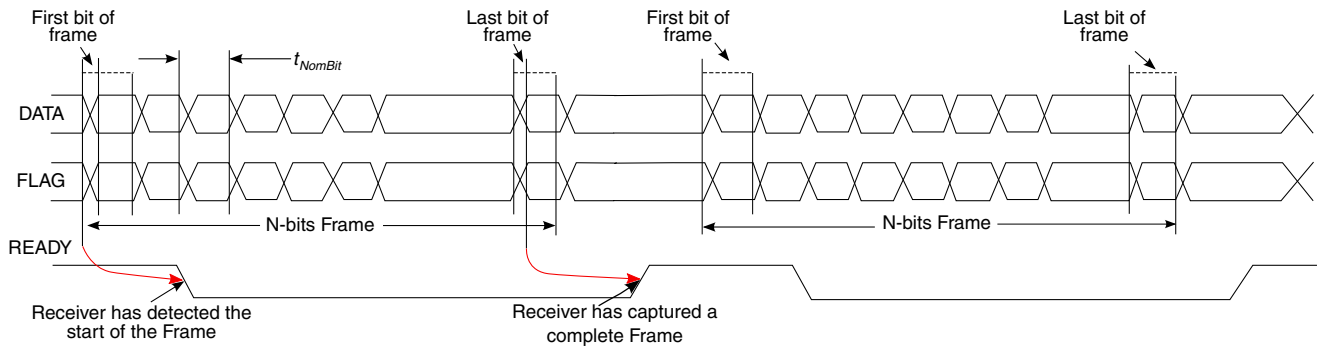 First bit of
frame
Last bit of
frame
First bit of
frame
Last bit of
frame
t_NomBit
DATA
FLAG
N-bits Frame
N-bits Frame
READY
Receiver has detected the
start of the Frame
Receiver has captured a
complete Frame